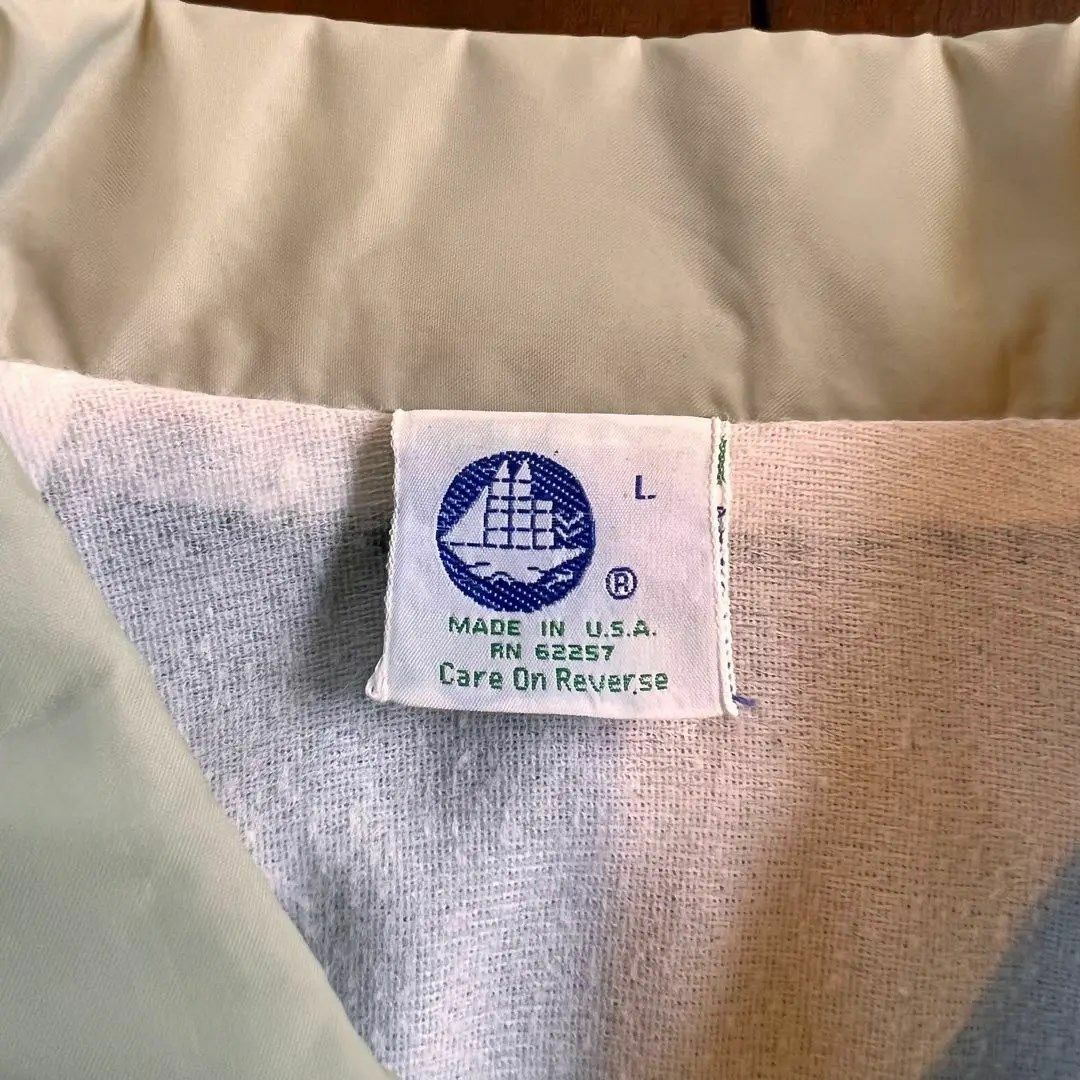 L
®
MADE IN U.S.A.
RN 62257
Care On Reverse